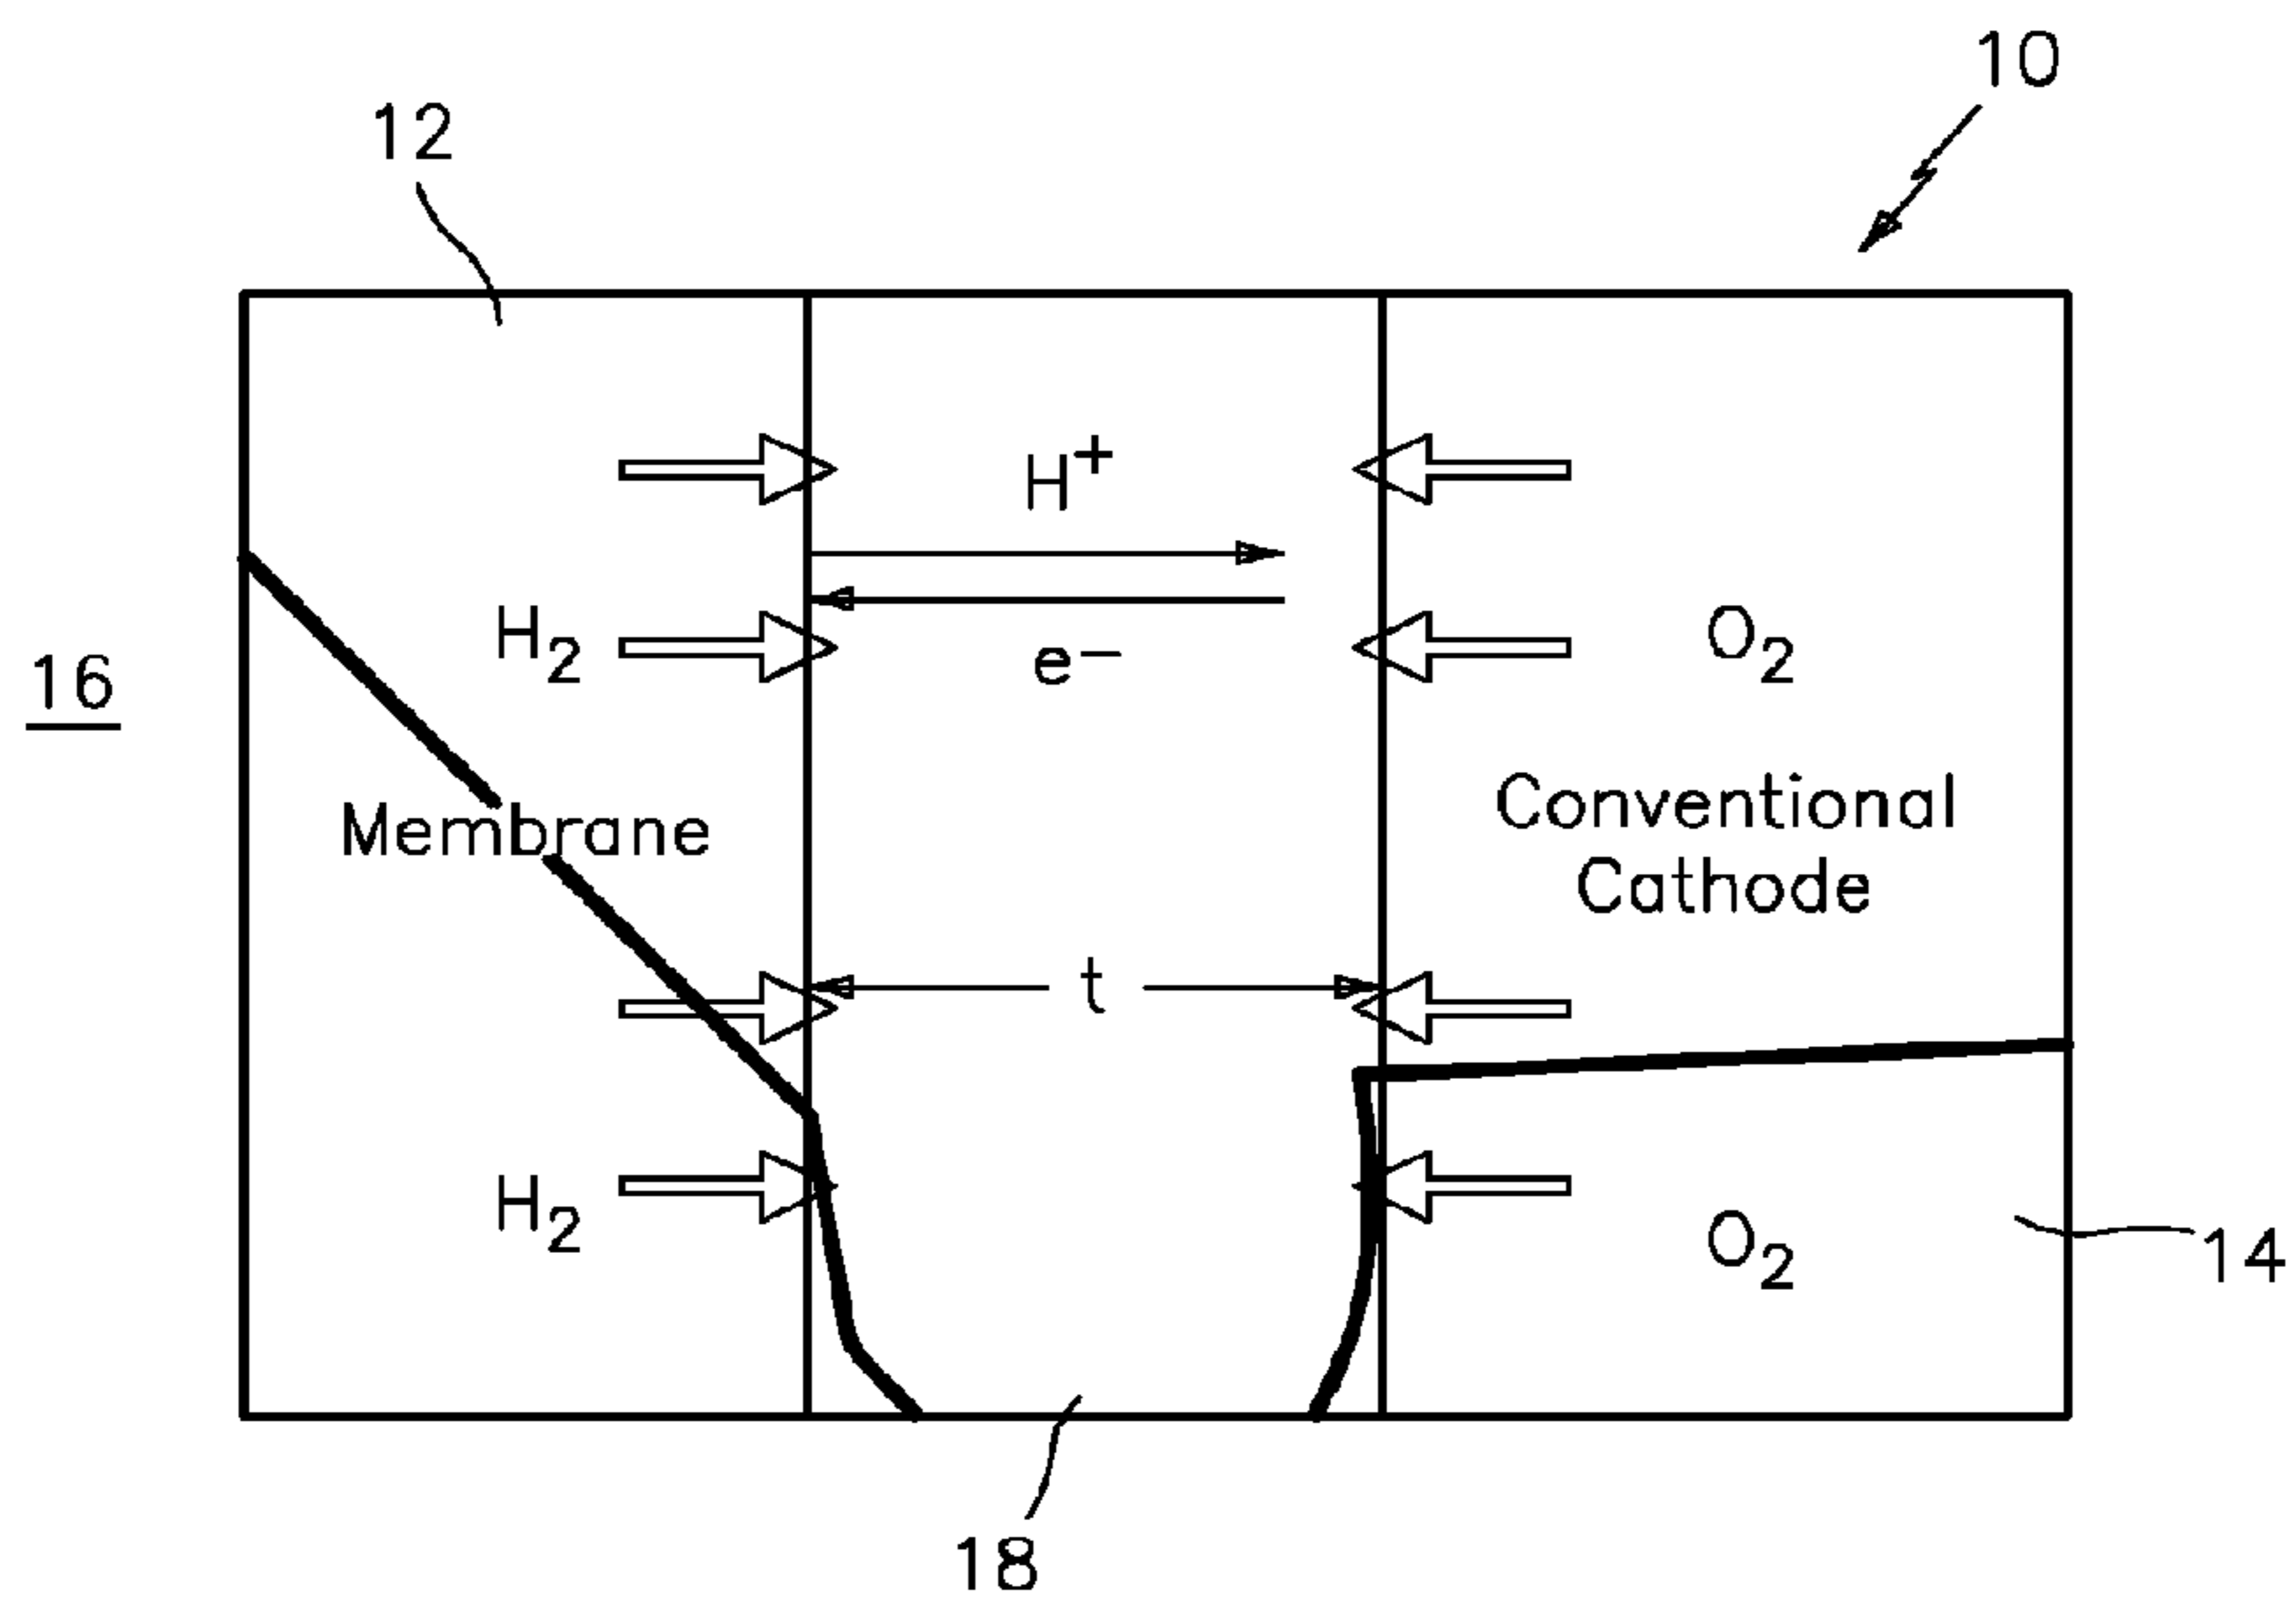 10
12
H+
H2
e−
O2
16
Membrane
Conventional
Cathode
t
H2
O2
14
18